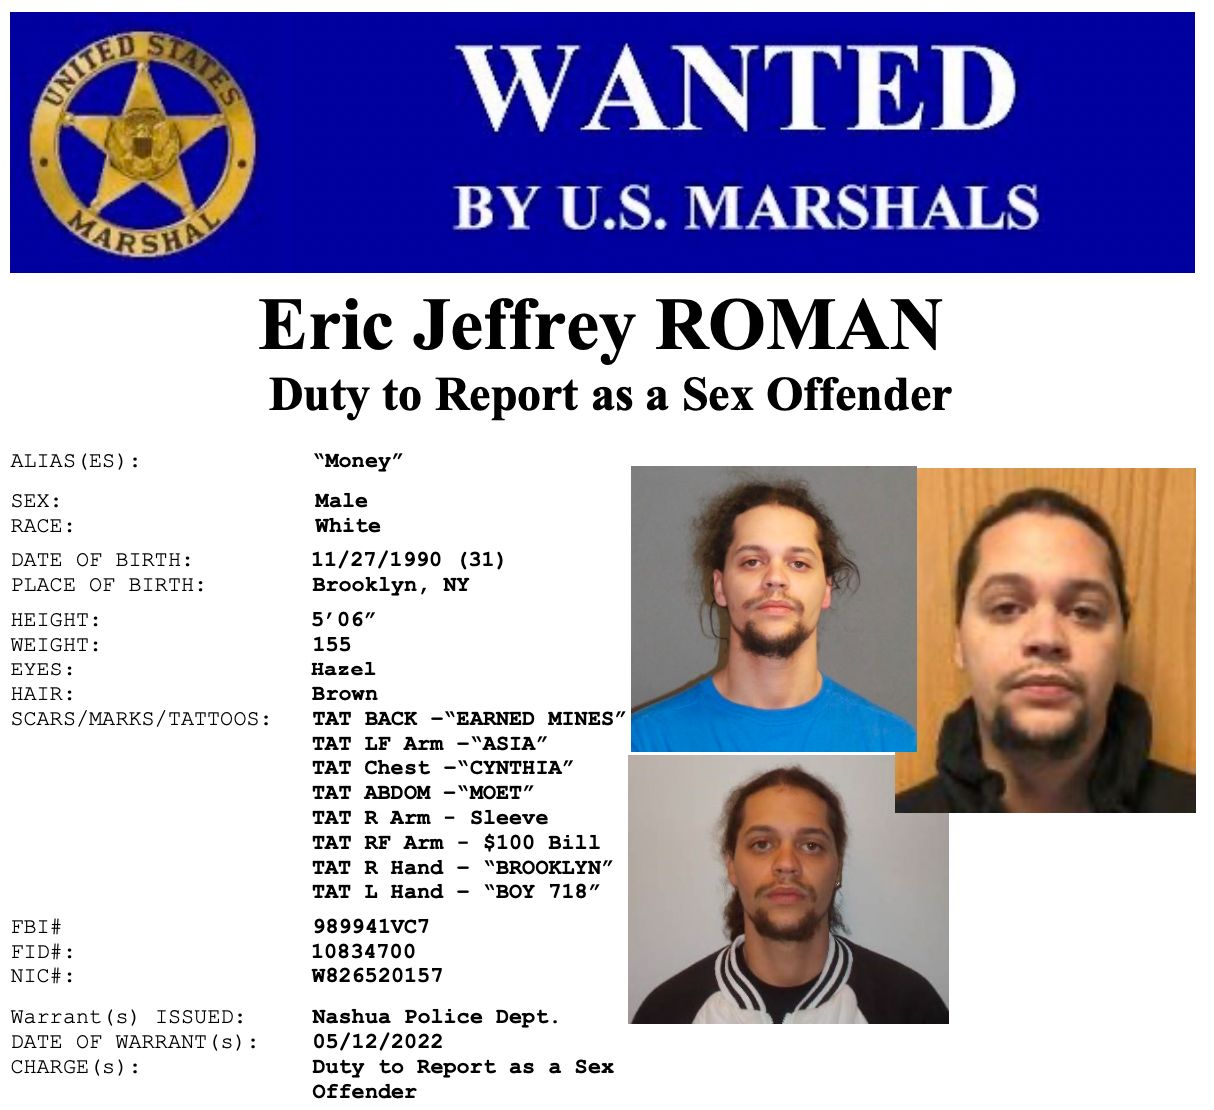 UNITED STATES
MARSHAL
WANTED
BY U.S. MARSHALS
Eric Jeffrey ROMAN
Duty to Report as a Sex Offender
ALIAS(ES): “Money”
SEX: Male
RACE: White
DATE OF BIRTH: 11/27/1990 (31)
PLACE OF BIRTH: Brooklyn, NY
HEIGHT: 5’06”
WEIGHT: 155
EYES: Hazel
HAIR: Brown
SCARS/MARKS/TATTOOS: TAT BACK –“EARNED MINES”
TAT LF Arm –“ASIA”
TAT Chest –“CYNTHIA”
TAT ABDOM –“MOET”
TAT R Arm - Sleeve
TAT RF Arm - $100 Bill
TAT R Hand – “BROOKLYN”
TAT L Hand – “BOY 718”
FBI# 989941VC7
FID#: 10834700
NIC#: W826520157
Warrant(s) ISSUED: Nashua Police Dept.
DATE OF WARRANT(s): 05/12/2022
CHARGE(s): Duty to Report as a Sex
Offender